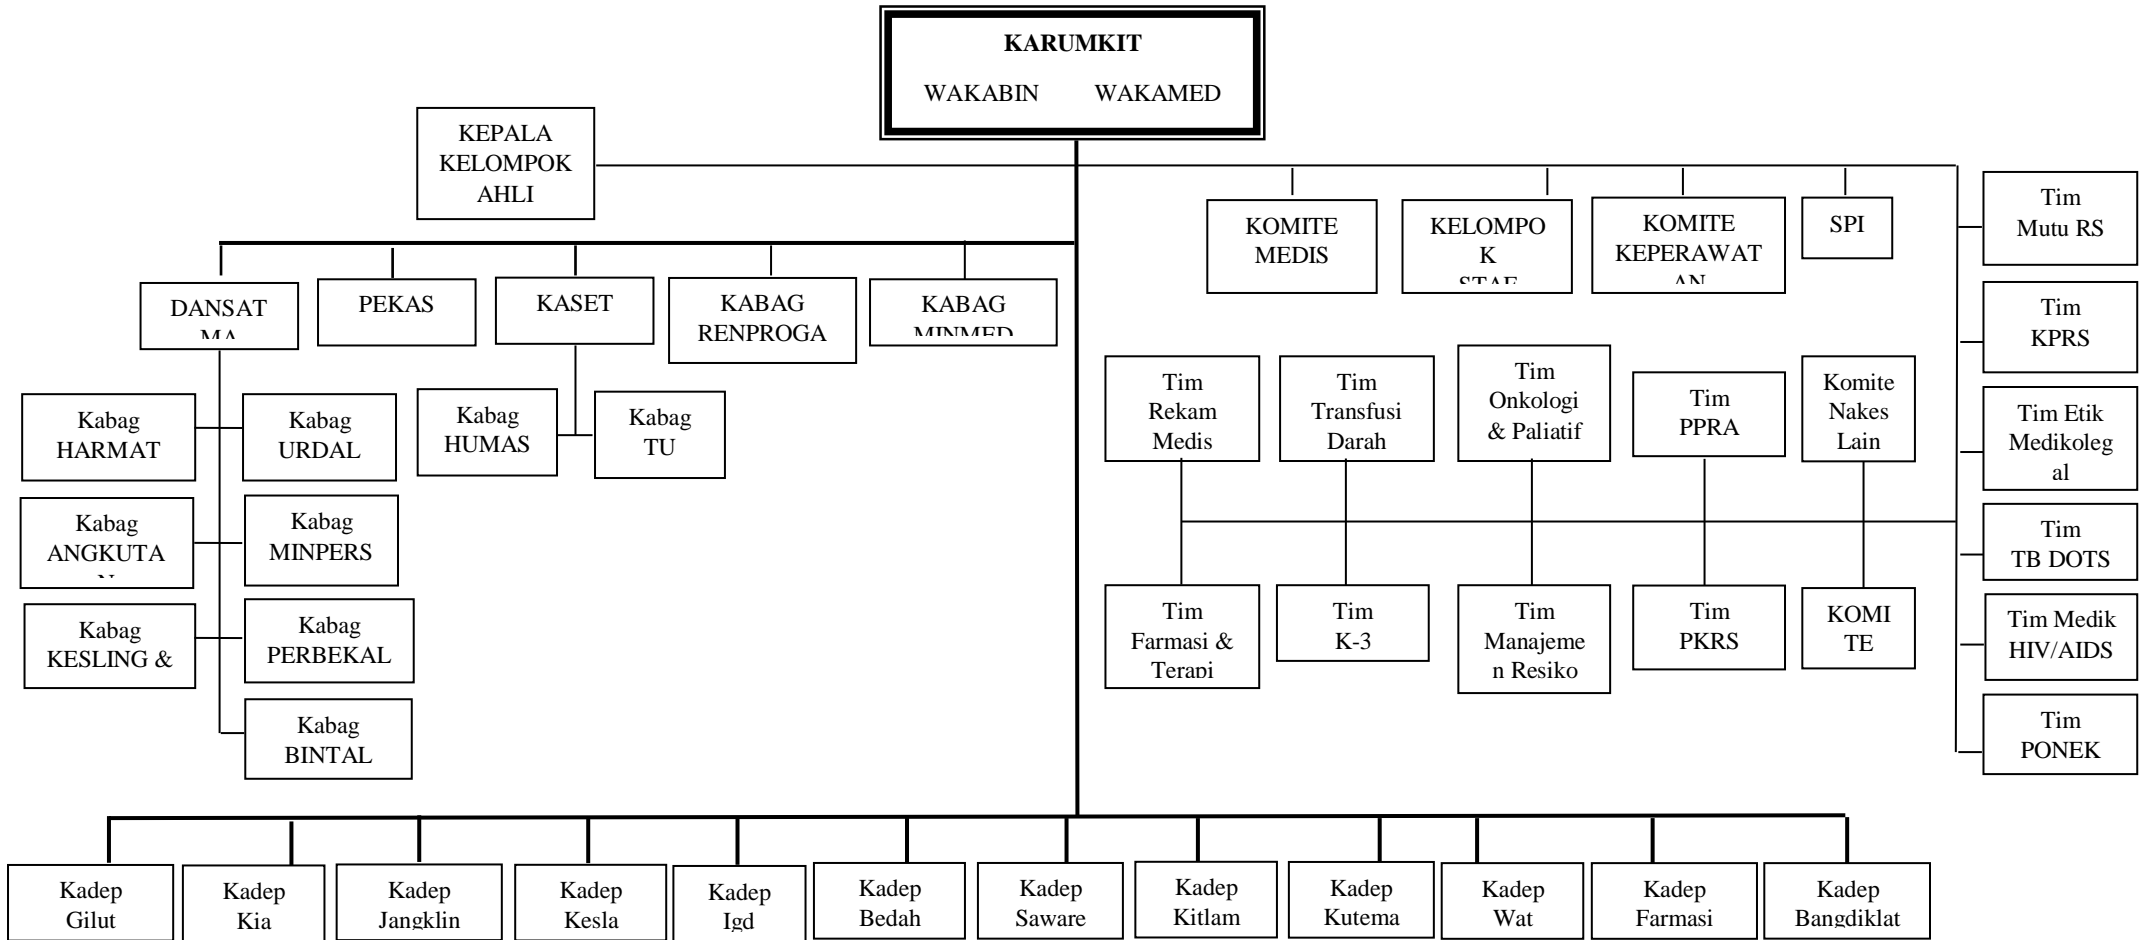 KARUMKIT
WAKABIN WAKAMED
KEPALA
KELOMPOK
AHLI
KOMITE
MEDIS
KELOMPO
K
STAF
KOMITE
KEPERAWAT
AN
SPI
Tim
Mutu RS
Tim
KPRS
Tim Etik
Medikoleg
al
Tim
TB DOTS
Tim Medik
HIV/AIDS
Tim
PONEK
DANSAT
MA
PEKAS
KASET
KABAG
RENPROGA
KABAG
MINMED
Kabag
HARMAT
Kabag
URDAL
Kabag
HUMAS
Kabag
TU
Kabag
ANGKUTA
N
Kabag
MINPERS
Kabag
KESLING &
Kabag
PERBEKAL
Kabag
BINTAL
Tim
Rekam
Medis
Tim
Transfusi
Darah
Tim
Onkologi
& Paliatif
Tim
PPRA
Komite
Nakes
Lain
Tim
Farmasi &
Terapi
Tim
K-3
Tim
Manajeme
n Resiko
Tim
PKRS
KOMI
TE
Kadep
Gilut
Kadep
Kia
Kadep
Jangklin
Kadep
Kesla
Kadep
Igd
Kadep
Bedah
Kadep
Saware
Kadep
Kitlam
Kadep
Kutema
Kadep
Wat
Kadep
Farmasi
Kadep
Bangdiklat